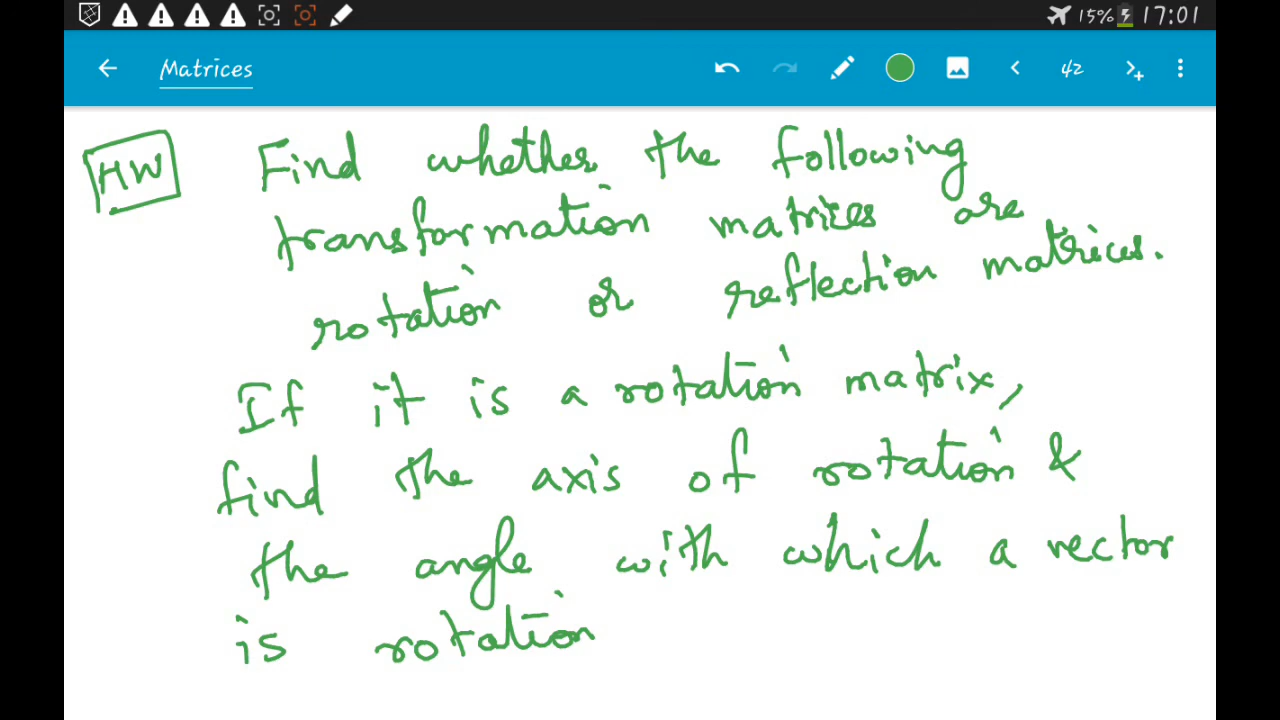 15% 17:01
Matrices 42
HW Find whether the following
transformation matrices are
rotation or reflection matrices.
If it is a rotation matrix,
find the axis of rotation &
the angle with which a vector
is rotation